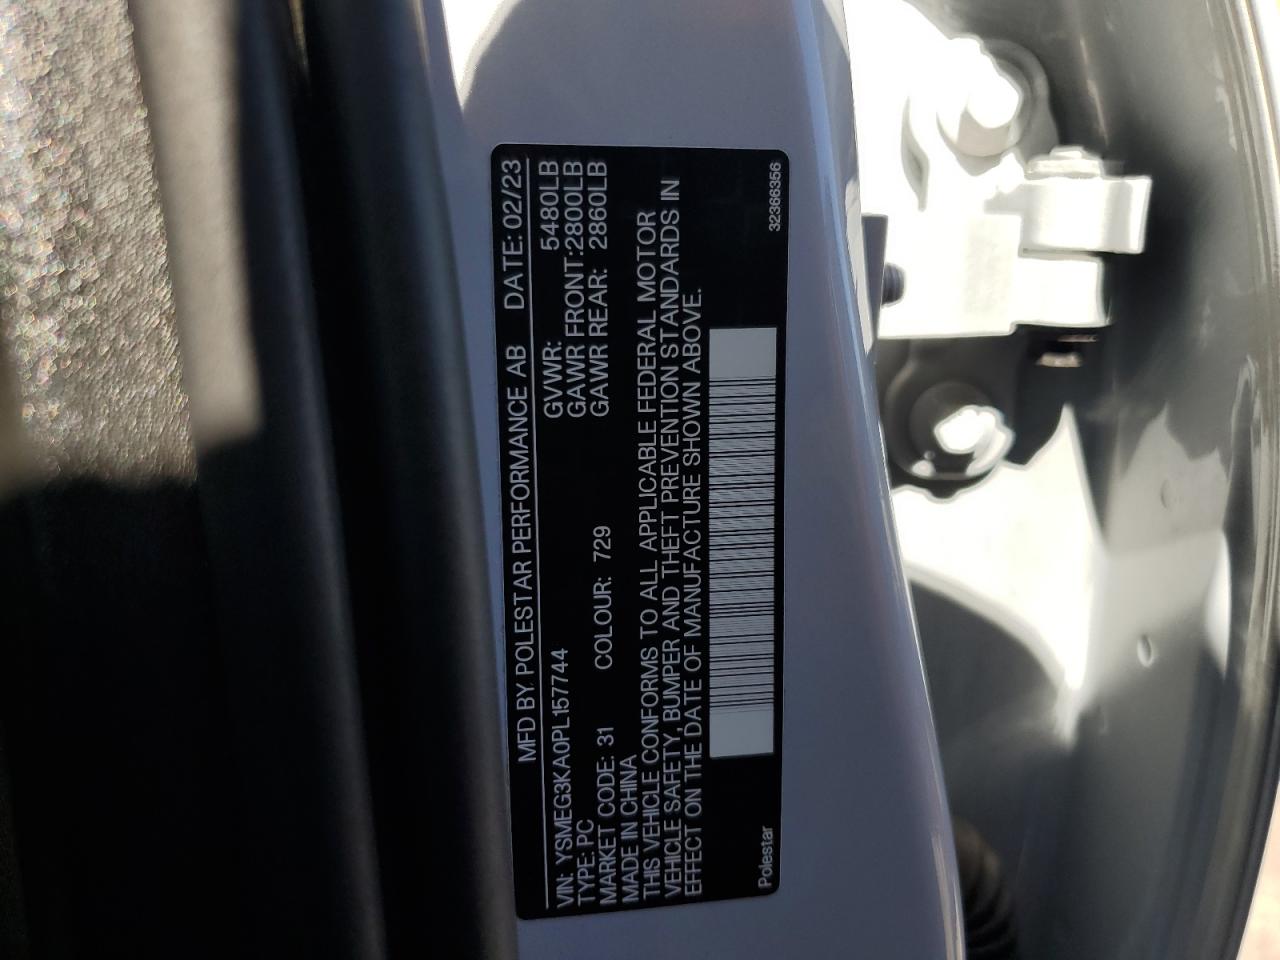 MFD BY POLESTAR PERFORMANCE AB DATE: 02/23
VIN: YSMEG3KA0PL157744 GVWR: 5480LB
TYPE: PC GAWR FRONT:2800LB
MARKET CODE: 31 COLOUR: 729 GAWR REAR: 2860LB
MADE IN CHINA
THIS VEHICLE CONFORMS TO ALL APPLICABLE FEDERAL MOTOR
VEHICLE SAFETY, BUMPER AND THEFT PREVENTION STANDARDS IN
EFFECT ON THE DATE OF MANUFACTURE SHOWN ABOVE.
Polestar 32366356